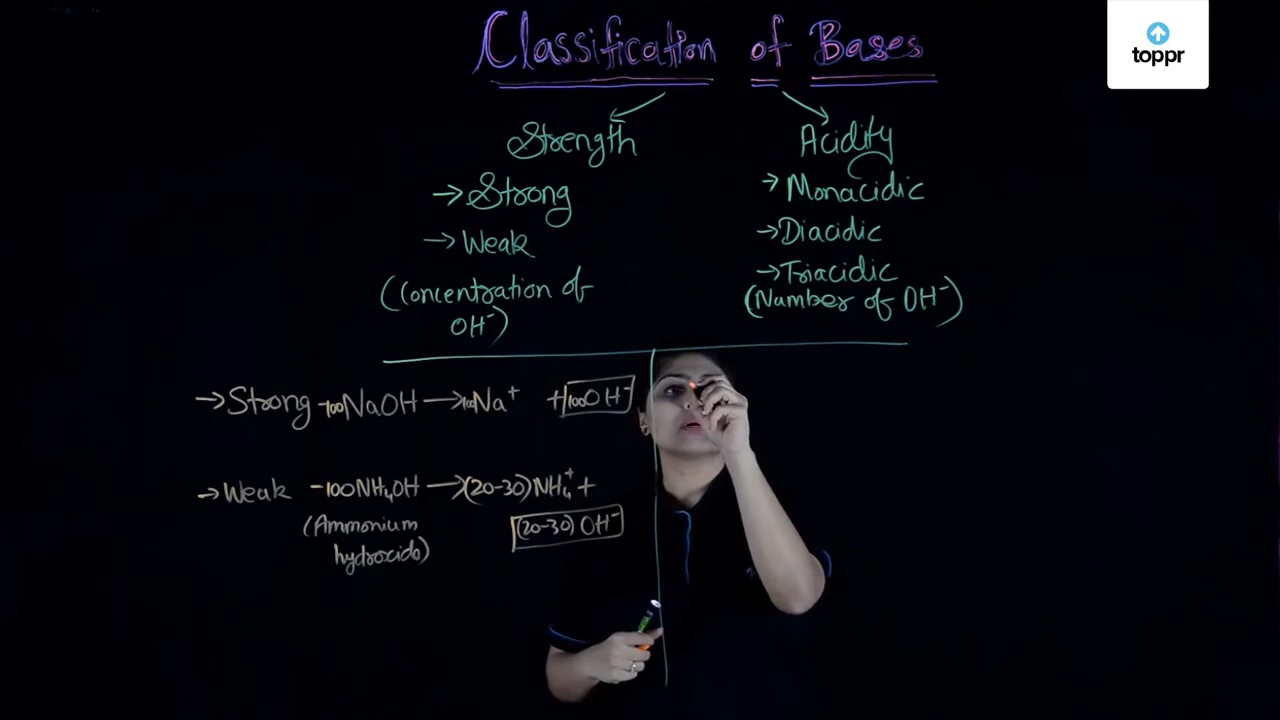 Classification of Bases
toppr
Strength
→Strong
→Weak
(Concentration of
OH⁻)
Acidity
→Monacidic
→Diacidic
→Triacidic
(Number of OH⁻)
→Strong -100NaOH→100Na⁺ +100OH⁻
→Weak -100NH₄OH→(20-30)NH₄⁺+
(Ammonium
hydroxide)
(20-30)OH⁻